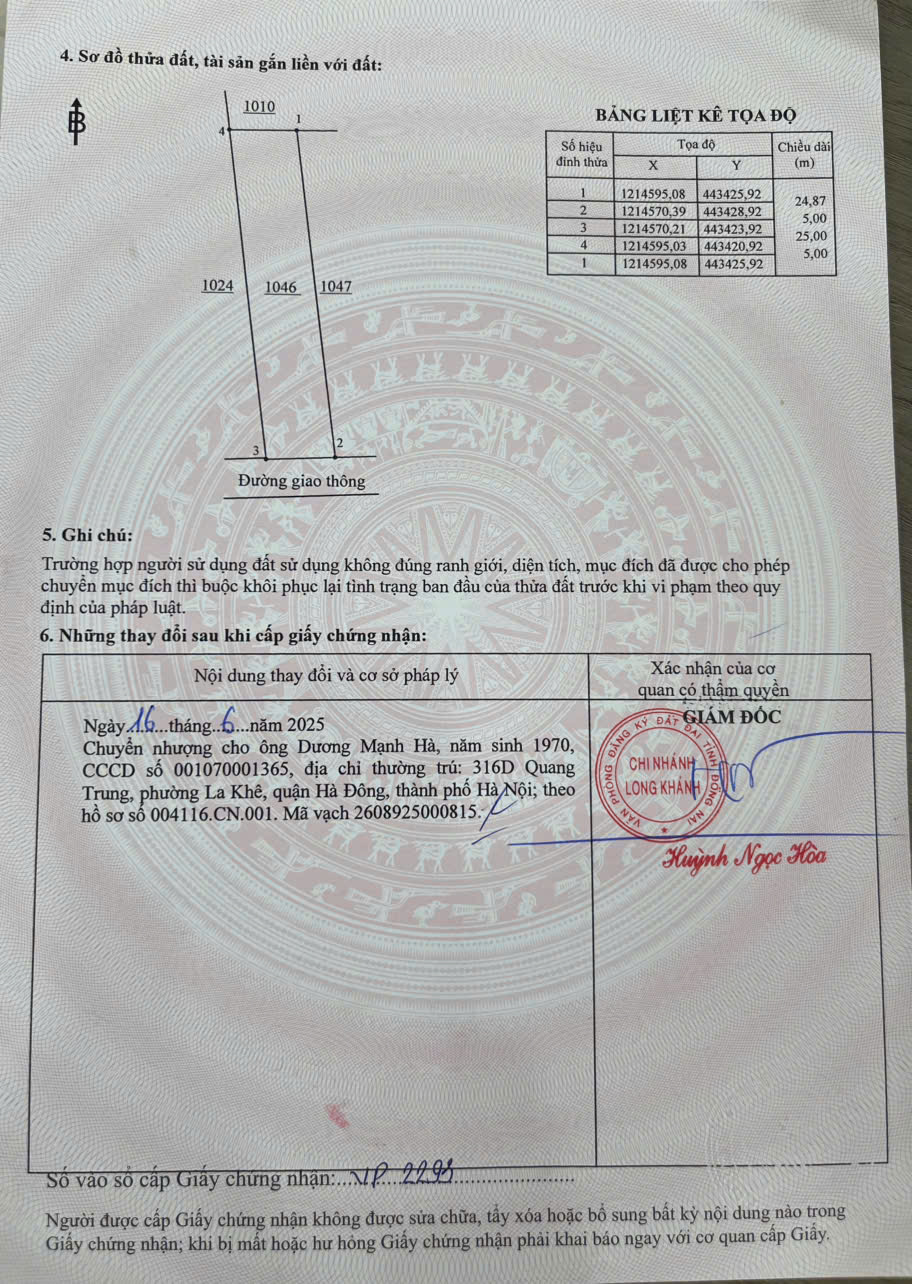 4. Sơ đồ thửa đất, tài sản gắn liền với đất:
B
1010
1
4
1024
1046
1047
3
2
Đường giao thông
BẢNG LIỆT KÊ TỌA ĐỘ
Số hiệu đỉnh thửa | Tọa độ | Chiều dài (m)
X | Y
1 | 1214595,08 | 443425,92
24,87
2 | 1214570,39 | 443428,92
5,00
3 | 1214570,21 | 443423,92
25,00
4 | 1214595,03 | 443420,92
5,00
1 | 1214595,08 | 443425,92
5. Ghi chú:
Trường hợp người sử dụng đất sử dụng không đúng ranh giới, diện tích, mục đích đã được cho phép
chuyển mục đích thì buộc khôi phục lại tình trạng ban đầu của thửa đất trước khi vi phạm theo quy
định của pháp luật.
6. Những thay đổi sau khi cấp giấy chứng nhận:
Nội dung thay đổi và cơ sở pháp lý
Xác nhận của cơ
quan có thẩm quyền
Ngày 16...tháng..6...năm 2025
Chuyển nhượng cho ông Dương Mạnh Hà, năm sinh 1970,
CCCD số 001070001365, địa chỉ thường trú: 316D Quang
Trung, phường La Khê, quận Hà Đông, thành phố Hà Nội; theo
hồ sơ số 004116.CN.001. Mã vạch 2608925000815.
GIÁM ĐỐC
VĂN PHÒNG ĐĂNG KÝ ĐẤT ĐAI TỈNH ĐỒNG NAI
CHI NHÁNH
LONG KHÁNH
Huỳnh Ngọc Hòa
Số vào sổ cấp Giấy chứng nhận:...VP...2293....................
Người được cấp Giấy chứng nhận không được sửa chữa, tẩy xóa hoặc bổ sung bất kỳ nội dung nào trong
Giấy chứng nhận; khi bị mất hoặc hư hỏng Giấy chứng nhận phải khai báo ngay với cơ quan cấp Giấy.